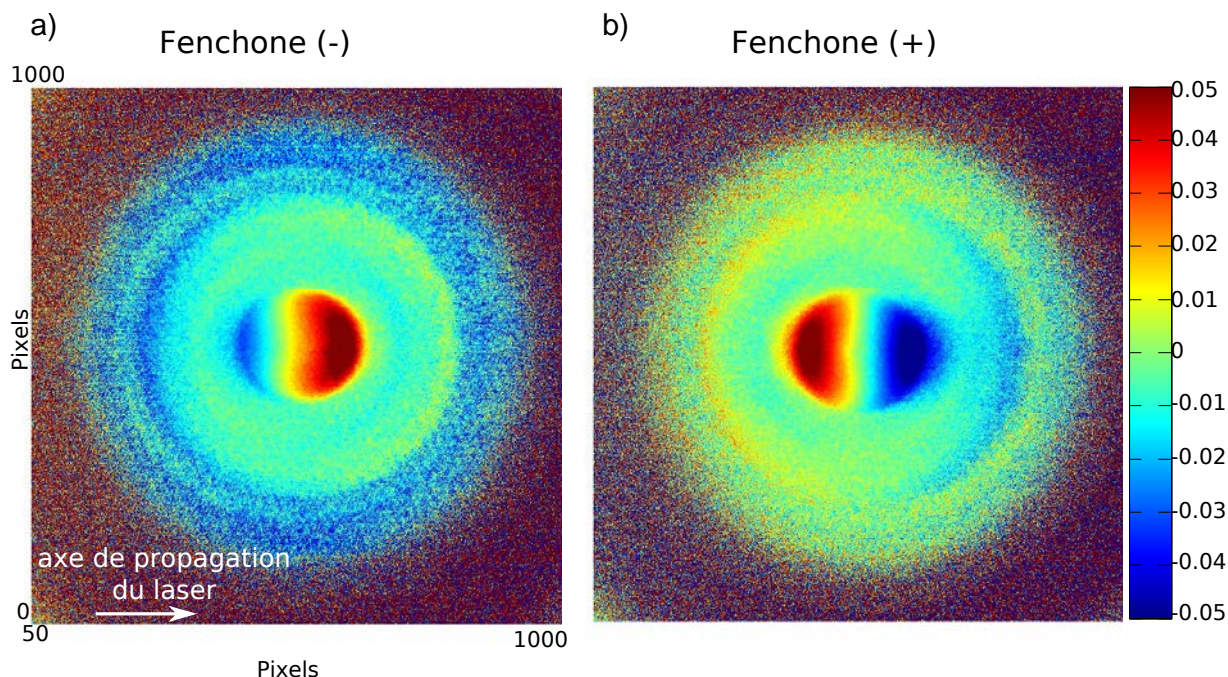 a)
Fenchone (-)
b)
Fenchone (+)
1000
Pixels
0
50
1000
Pixels
axe de propagation
du laser
0.05
0.04
0.03
0.02
0.01
0
-0.01
-0.02
-0.03
-0.04
-0.05